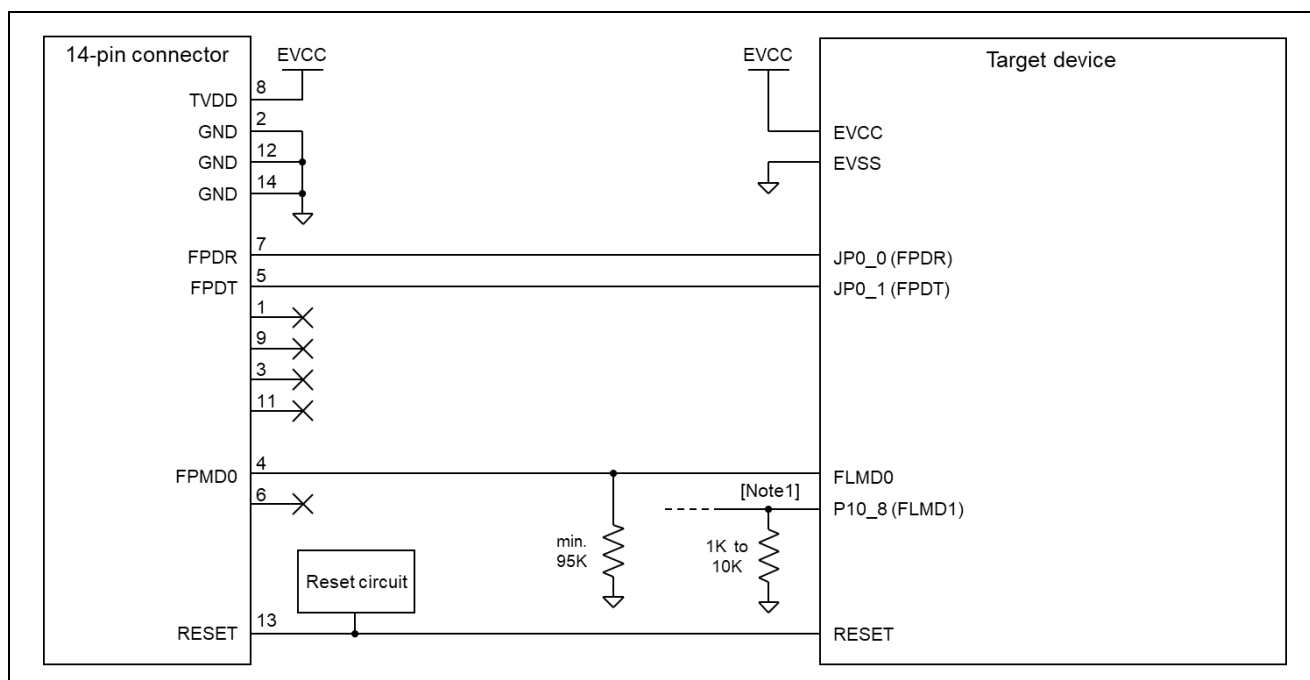 14-pin connector
EVCC
EVCC
Target device
8
TVDD
2
GND
EVCC
12
GND
EVSS
14
GND
7
FPDR
JP0_0 (FPDR)
5
FPDT
JP0_1 (FPDT)
1
9
3
11
4
FPMD0
FLMD0
6
[Note1]
P10_8 (FLMD1)
min.
95K
1K to
10K
Reset circuit
13
RESET
RESET